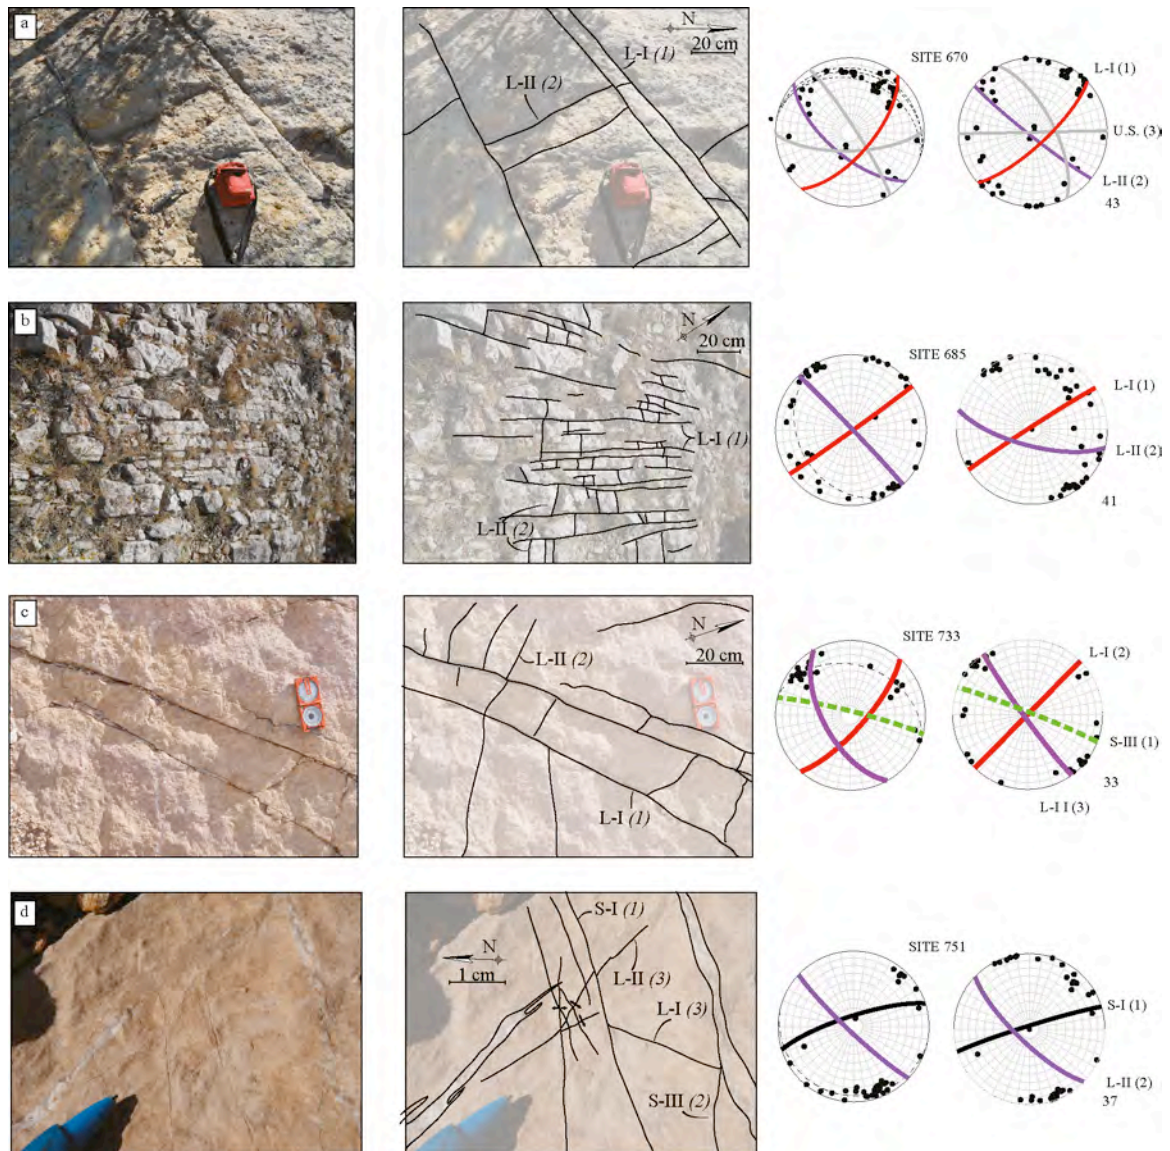 a
N
20 cm
L-I (1)
L-II (2)
SITE 670
L-I (1)
U.S. (3)
L-II (2)
43
b
N
20 cm
L-I (1)
L-II (2)
SITE 685
L-I (1)
L-II (2)
41
c
N
20 cm
L-II (2)
L-I (1)
SITE 733
L-I (2)
S-III (1)
33
L-I I (3)
d
N
1 cm
S-I (1)
L-II (3)
L-I (3)
S-III (2)
SITE 751
S-I (1)
L-II (2)
37